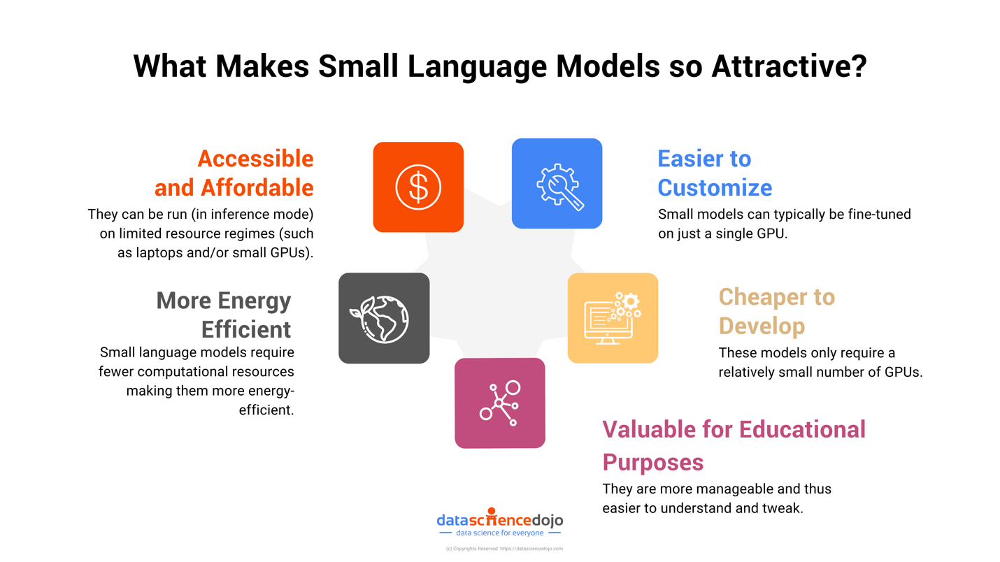 What Makes Small Language Models so Attractive?
Accessible
and Affordable
They can be run (in inference mode)
on limited resource regimes (such
as laptops and/or small GPUs).
$
Easier to
Customize
Small models can typically be fine-tuned
on just a single GPU.
More Energy
Efficient
Small language models require
fewer computational resources
making them more energy-
efficient.
Cheaper to
Develop
These models only require a
relatively small number of GPUs.
Valuable for Educational
Purposes
They are more manageable and thus
easier to understand and tweak.
datasciencedojo
data science for everyone
(c) Copyrights Reserved https://datasciencedojo.com